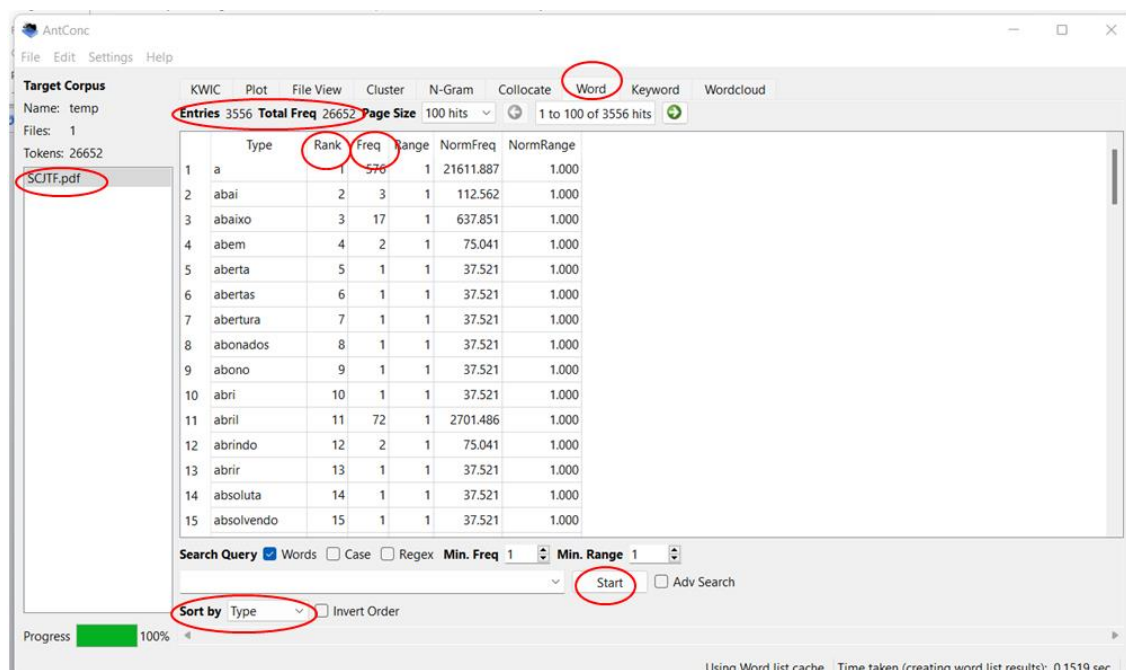 AntConc
File Edit Settings Help
Target Corpus
Name: temp
Files: 1
Tokens: 26652
SCJTF.pdf
Progress 100%
KWIC Plot File View Cluster N-Gram Collocate Word Keyword Wordcloud
Entries 3556 Total Freq 26652 Page Size 100 hits 1 to 100 of 3556 hits
Type Rank Freq Range NormFreq NormRange
1 a 1 576 1 21611.887 1.000
2 abai 2 3 1 112.562 1.000
3 abaixo 3 17 1 637.851 1.000
4 abem 4 2 1 75.041 1.000
5 aberta 5 1 1 37.521 1.000
6 abertas 6 1 1 37.521 1.000
7 abertura 7 1 1 37.521 1.000
8 abonados 8 1 1 37.521 1.000
9 abono 9 1 1 37.521 1.000
10 abri 10 1 1 37.521 1.000
11 abril 11 72 1 2701.486 1.000
12 abrindo 12 2 1 75.041 1.000
13 abrir 13 1 1 37.521 1.000
14 absoluta 14 1 1 37.521 1.000
15 absolvendo 15 1 1 37.521 1.000
Search Query Words Case Regex Min. Freq 1 Min. Range 1
Start Adv Search
Sort by Type Invert Order
Using Word list cache Time taken (creating word list results): 0.1519 sec